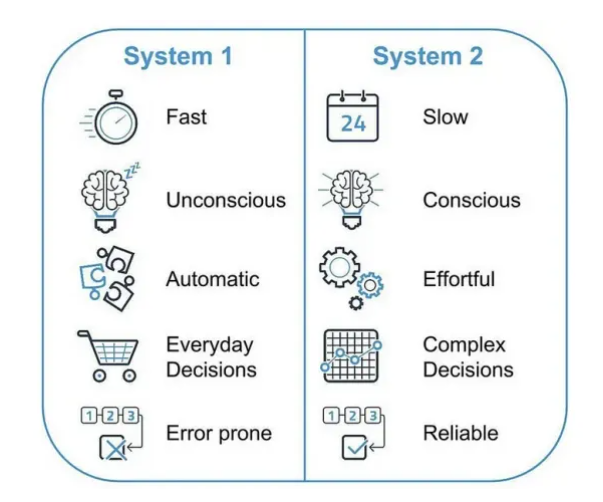 System 1
System 2
Fast
24
Slow
zzz
Unconscious
Conscious
Automatic
Effortful
Everyday
Decisions
Complex
Decisions
1-2-3
Error prone
1-2-3
Reliable